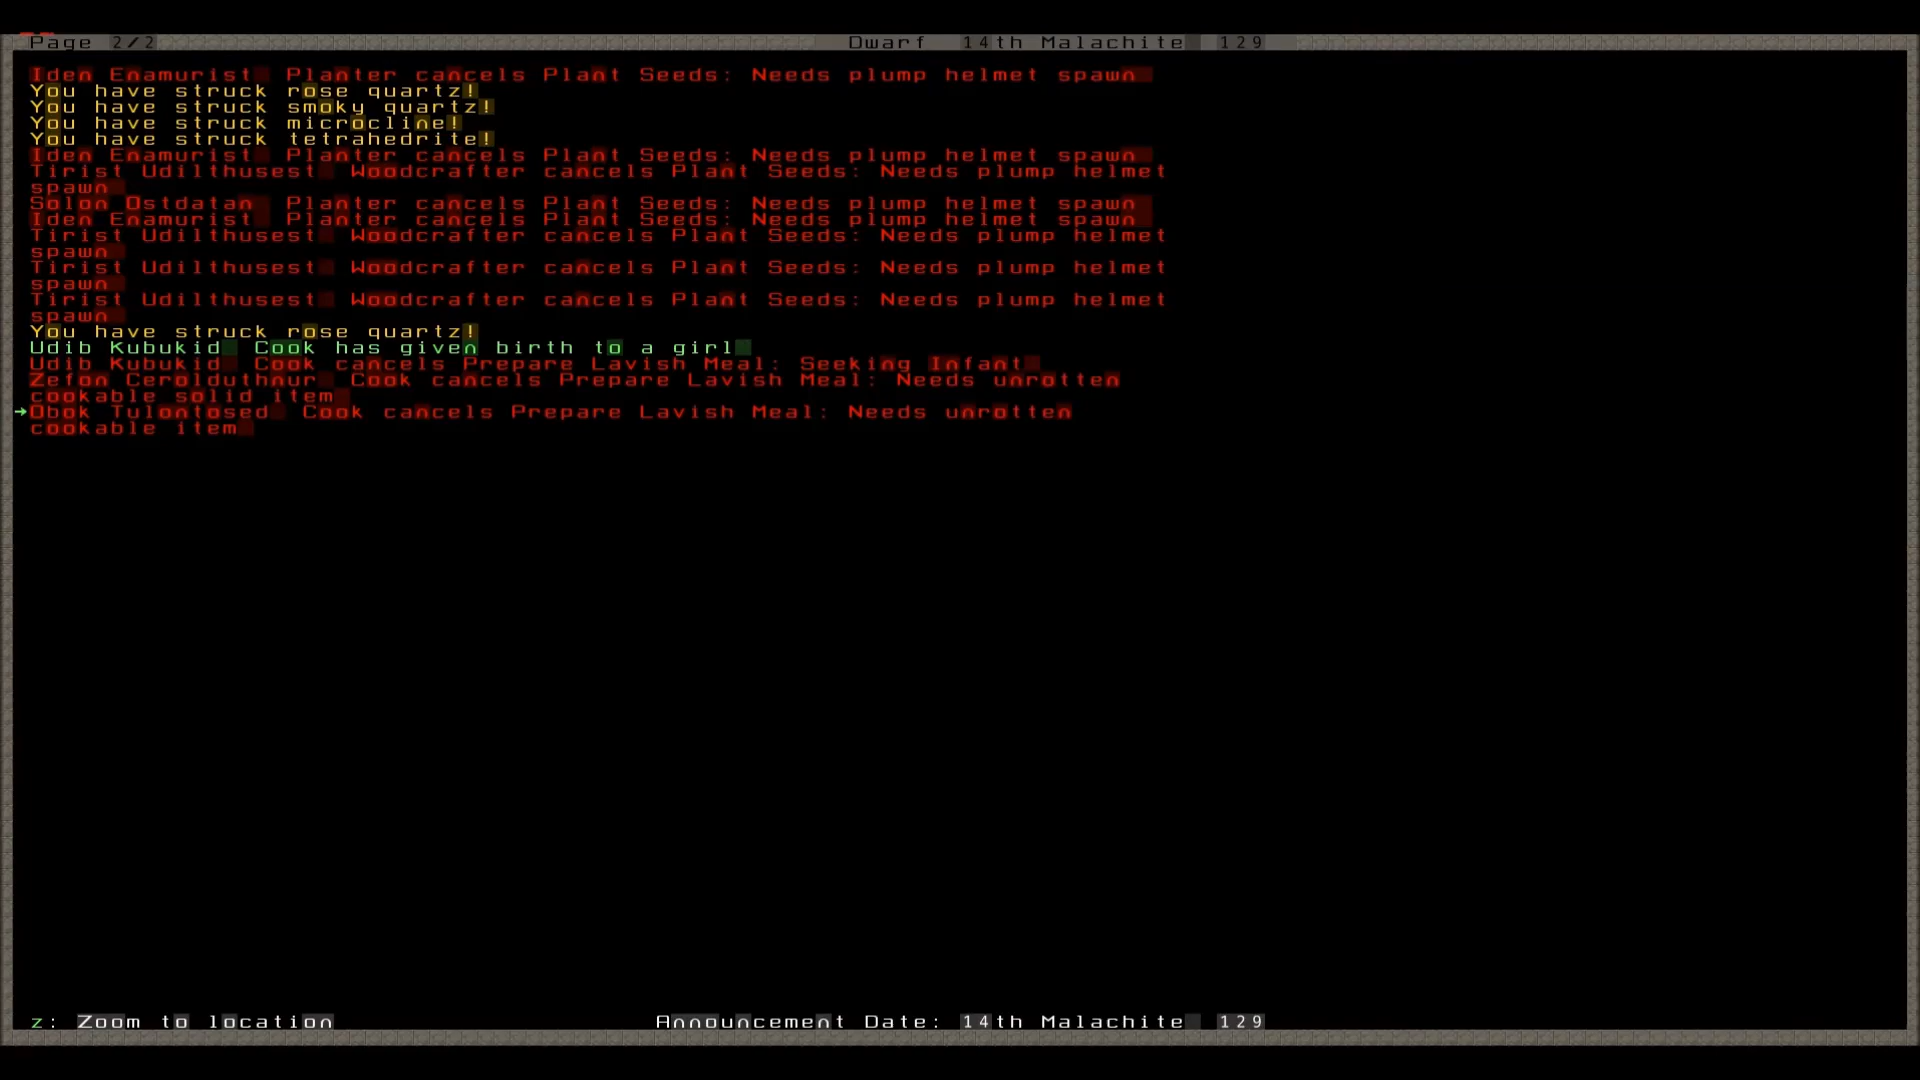 Page 2/2 Dwarf 14th Malachite 129
Iden Enamurist Planter cancels Plant Seeds: Needs plump helmet spawn
You have struck rose quartz!
You have struck smoky quartz!
You have struck microcline!
You have struck tetrahedrite!
Iden Enamurist Planter cancels Plant Seeds: Needs plump helmet spawn
Tirist Udilthusest Woodcrafter cancels Plant Seeds: Needs plump helmet
spawn
Solon Ostdatan Planter cancels Plant Seeds: Needs plump helmet spawn
Iden Enamurist Planter cancels Plant Seeds: Needs plump helmet spawn
Tirist Udilthusest Woodcrafter cancels Plant Seeds: Needs plump helmet
spawn
Tirist Udilthusest Woodcrafter cancels Plant Seeds: Needs plump helmet
spawn
Tirist Udilthusest Woodcrafter cancels Plant Seeds: Needs plump helmet
spawn
You have struck rose quartz!
Udib Kubukid Cook has given birth to a girl
Udib Kubukid Cook cancels Prepare Lavish Meal: Seeking Infant
Zefon Cerolduthnur Cook cancels Prepare Lavish Meal: Needs unrotten
cookable solid item
Obok Tulontosed Cook cancels Prepare Lavish Meal: Needs unrotten
cookable item
z: Zoom to location Announcement Date: 14th Malachite 129